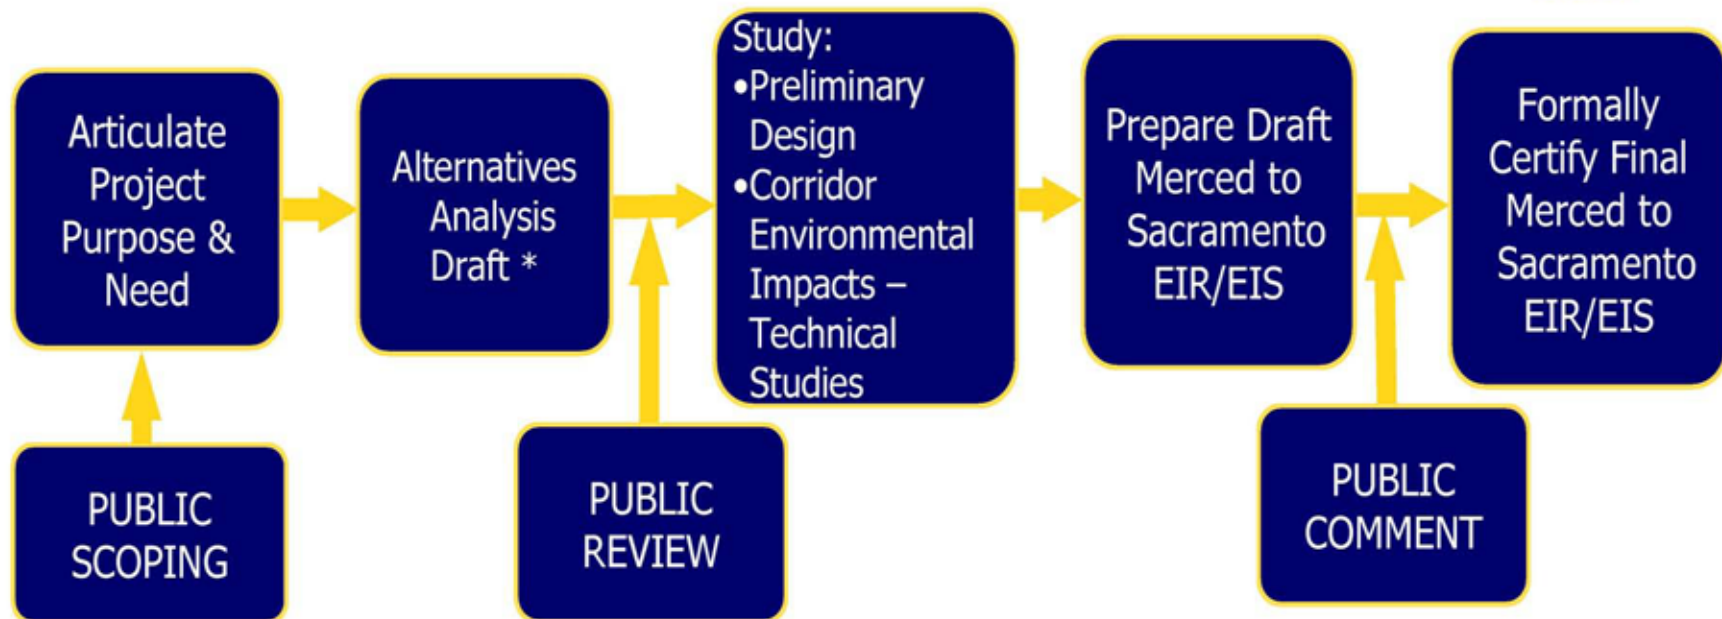 Articulate
Project
Purpose &
Need
Alternatives
Analysis
Draft *
Study:
•Preliminary
Design
•Corridor
Environmental
Impacts –
Technical
Studies
Prepare Draft
Merced to
Sacramento
EIR/EIS
Formally
Certify Final
Merced to
Sacramento
EIR/EIS
PUBLIC
SCOPING
PUBLIC
REVIEW
PUBLIC
COMMENT